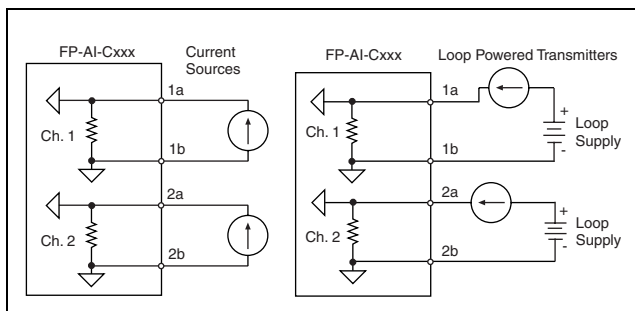 FP-AI-Cxxx
Current
Sources
1a
Ch. 1
1b
2a
Ch. 2
2b
FP-AI-Cxxx
Loop Powered Transmitters
1a
+
Ch. 1
Loop
Supply
-
1b
2a
+
Ch. 2
Loop
Supply
-
2b